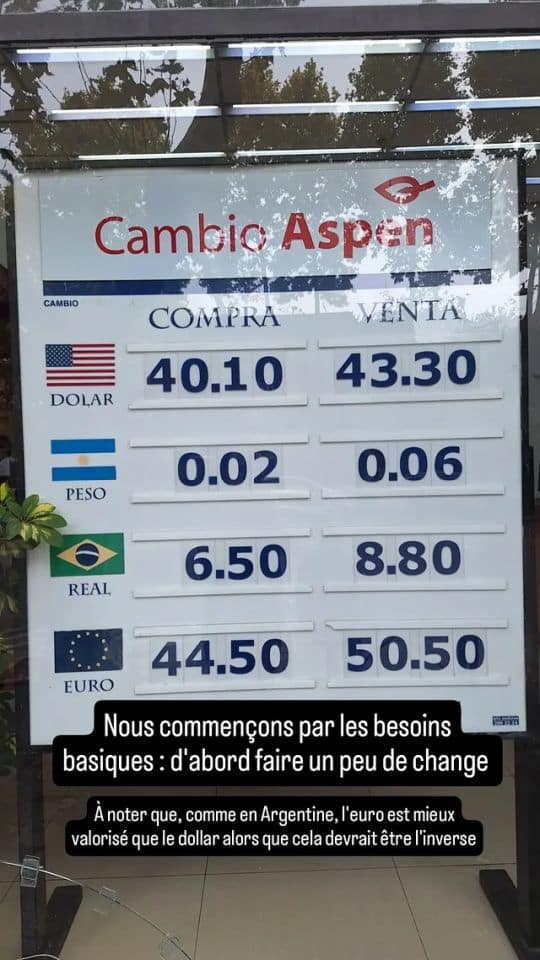 Cambio Aspen
CAMBIO
COMPRA VENTA
DOLAR 40.10 43.30
PESO 0.02 0.06
REAL 6.50 8.80
EURO 44.50 50.50
Nous commençons par les besoins
basiques : d'abord faire un peu de change
À noter que, comme en Argentine, l'euro est mieux
valorisé que le dollar alors que cela devrait être l'inverse